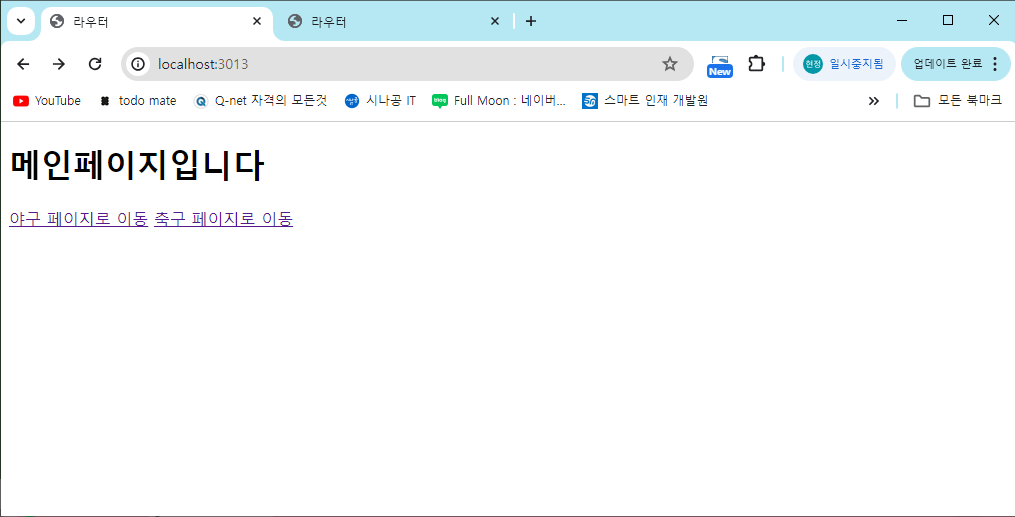 라우터 라우터
localhost:3013 New 현정 일시중지됨 업데이트 완료
YouTube todo mate Q-net 자격의 모든것 시나공 IT blog Full Moon : 네이버... 스마트 인재 개발원 모든 북마크
메인페이지입니다
야구 페이지로 이동 축구 페이지로 이동